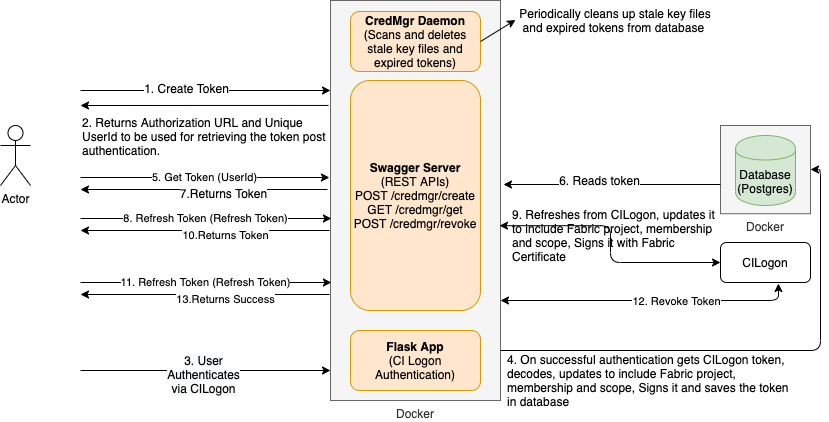 CredMgr Daemon
(Scans and deletes
stale key files and
expired tokens)
Periodically cleans up stale key files
and expired tokens from database
1. Create Token
2. Returns Authorization URL and Unique
UserId to be used for retrieving the token post
authentication.
Actor
5. Get Token (UserId)
7.Returns Token
8. Refresh Token (Refresh Token)
10.Returns Token
11. Refresh Token (Refresh Token)
13.Returns Success
3. User
Authenticates
via CILogon
Swagger Server
(REST APIs)
POST /credmgr/create
GET /credmgr/get
POST /credmgr/revoke
Flask App
(CI Logon
Authentication)
Docker
6. Reads token
Database
(Postgres)
Docker
9. Refreshes from CILogon, updates it
to include Fabric project, membership
and scope, Signs it with Fabric
Certificate
CILogon
12. Revoke Token
4. On successful authentication gets CILogon token,
decodes, updates to include Fabric project,
membership and scope, Signs it and saves the token
in database